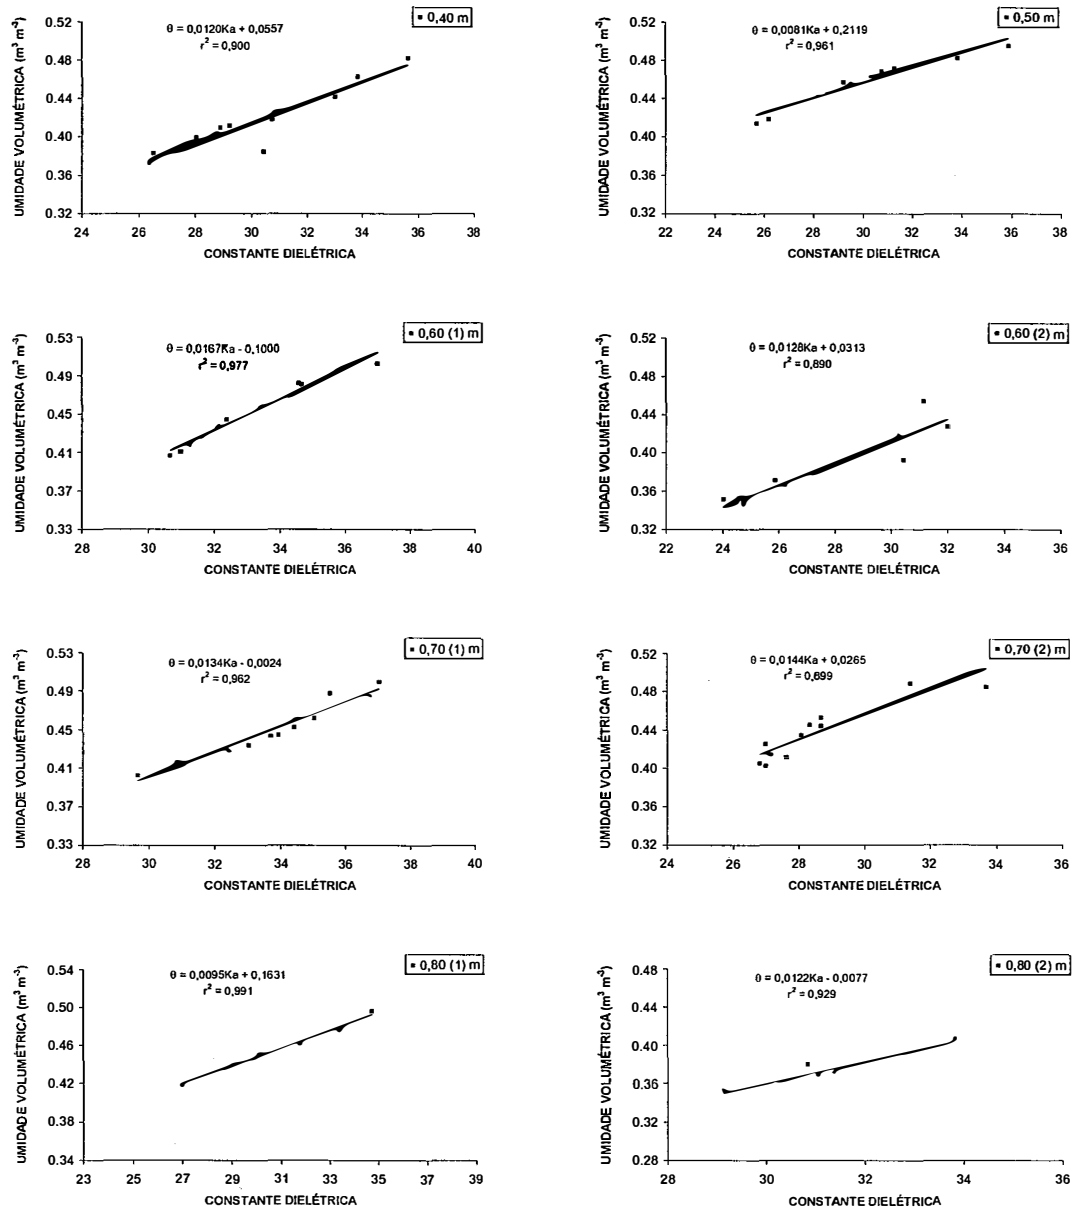 0,40 m
θ = 0,0120Ka + 0,0557
r² = 0,900
UMIDADE VOLUMÉTRICA (m³ m⁻³)
0.52
0.48
0.44
0.40
0.36
0.32
24 26 28 30 32 34 36 38
CONSTANTE DIELÉTRICA
0,50 m
θ = 0,0081Ka + 0,2119
r² = 0,961
UMIDADE VOLUMÉTRICA (m³ m⁻³)
0.52
0.48
0.44
0.40
0.36
0.32
22 24 26 28 30 32 34 36 38
CONSTANTE DIELÉTRICA
0,60 (1) m
θ = 0,0167Ka - 0,1000
r² = 0,977
UMIDADE VOLUMÉTRICA (m³ m⁻³)
0.53
0.49
0.45
0.41
0.37
0.33
28 30 32 34 36 38 40
CONSTANTE DIELÉTRICA
0,60 (2) m
θ = 0,0128Ka + 0,0313
r² = 0,890
UMIDADE VOLUMÉTRICA (m³ m⁻³)
0.52
0.48
0.44
0.40
0.36
0.32
22 24 26 28 30 32 34 36
CONSTANTE DIELÉTRICA
0,70 (1) m
θ = 0,0134Ka - 0,0024
r² = 0,962
UMIDADE VOLUMÉTRICA (m³ m⁻³)
0.53
0.49
0.45
0.41
0.37
0.33
28 30 32 34 36 38 40
CONSTANTE DIELÉTRICA
0,70 (2) m
θ = 0,0144Ka + 0,0265
r² = 0,899
UMIDADE VOLUMÉTRICA (m³ m⁻³)
0.52
0.48
0.44
0.40
0.36
0.32
24 26 28 30 32 34 36
CONSTANTE DIELÉTRICA
0,80 (1) m
θ = 0,0095Ka + 0,1631
r² = 0,991
UMIDADE VOLUMÉTRICA (m³ m⁻³)
0.54
0.50
0.46
0.42
0.38
0.34
23 25 27 29 31 33 35 37 39
CONSTANTE DIELÉTRICA
0,80 (2) m
θ = 0,0122Ka - 0,0077
r² = 0,929
UMIDADE VOLUMÉTRICA (m³ m⁻³)
0.48
0.44
0.40
0.36
0.32
0.28
28 30 32 34 36
CONSTANTE DIELÉTRICA